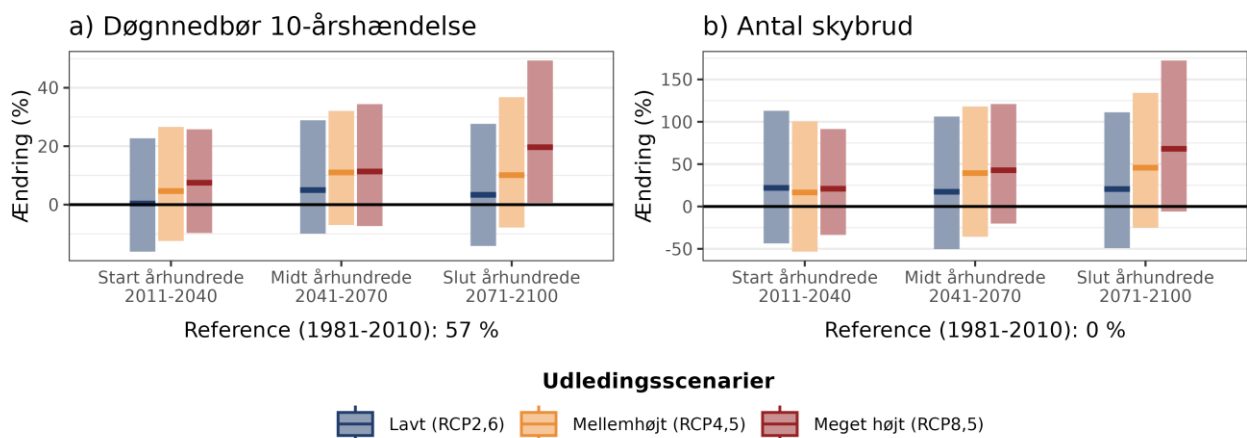 a) Døgnnedbør 10-årshændelse
Ændring (%)
40
20
0
Start århundrede
2011-2040
Midt århundrede
2041-2070
Slut århundrede
2071-2100
Reference (1981-2010): 57 %
b) Antal skybrud
Ændring (%)
150
100
50
0
-50
Start århundrede
2011-2040
Midt århundrede
2041-2070
Slut århundrede
2071-2100
Reference (1981-2010): 0 %
Udledingsscenarier
Lavt (RCP2,6)
Mellemhøjt (RCP4,5)
Meget højt (RCP8,5)